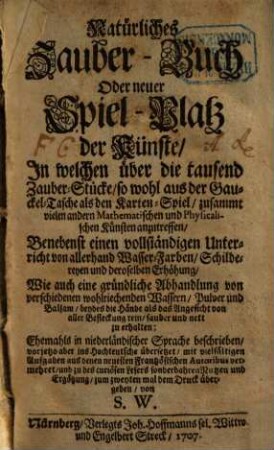 Natürliches
Zauber-Buch
Oder neuer
Spiel-Platz
der Künste/
In welchen über die tausend
Zauber-Stücke/ so wohl aus der Gau-
ckel-Tasche als den Karten-Spiel/ zusammt
vielen andern Mathematischen und Physicali-
schen Künsten anzutreffen/
Benebenst einen vollständigen Unter-
richt von allerhand Wasser-Farben/ Schilde-
reyen und deroselben Erhöhung/
Wie auch eine gründliche Abhandlung von
verschiedenen wohlriechenden Wassern/ Pulver und
Balsam/ beydes die Hände als das Angesicht von
aller Befleckung rein/ sauber und nett
zu erhalten:
Ehemahls in niederländischer Sprache beschrieben/
vorjetzo aber ins Hochteutsche übersetzet/ mit vielfältigen
Aufgaben aus denen neuesten Frantzösischen Autoribus ver-
mehret/ und zu des curiösen Lesers sonderbahren Nutzen und
Ergötzung/ zum zweyten mal dem Druck über-
geben/ von
S. W.
Nürnberg/ Verlegts Joh. Hoffmanns sel. Wittw.
und Engelbert Streck/ 1707.